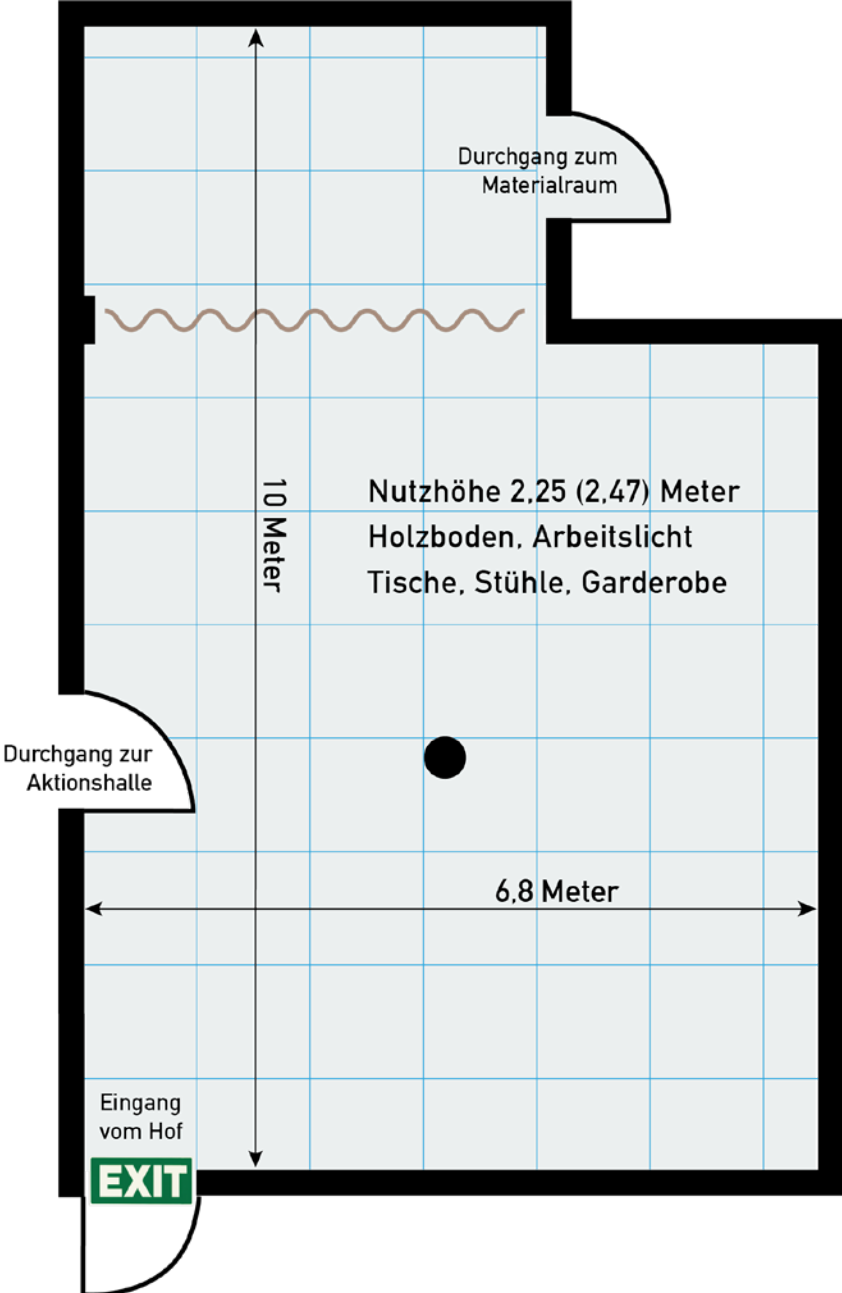 Durchgang zum
Materialraum
10 Meter
Nutzhöhe 2,25 (2,47) Meter
Holzboden, Arbeitslicht
Tische, Stühle, Garderobe
Durchgang zur
Aktionshalle
6,8 Meter
Eingang
vom Hof
EXIT